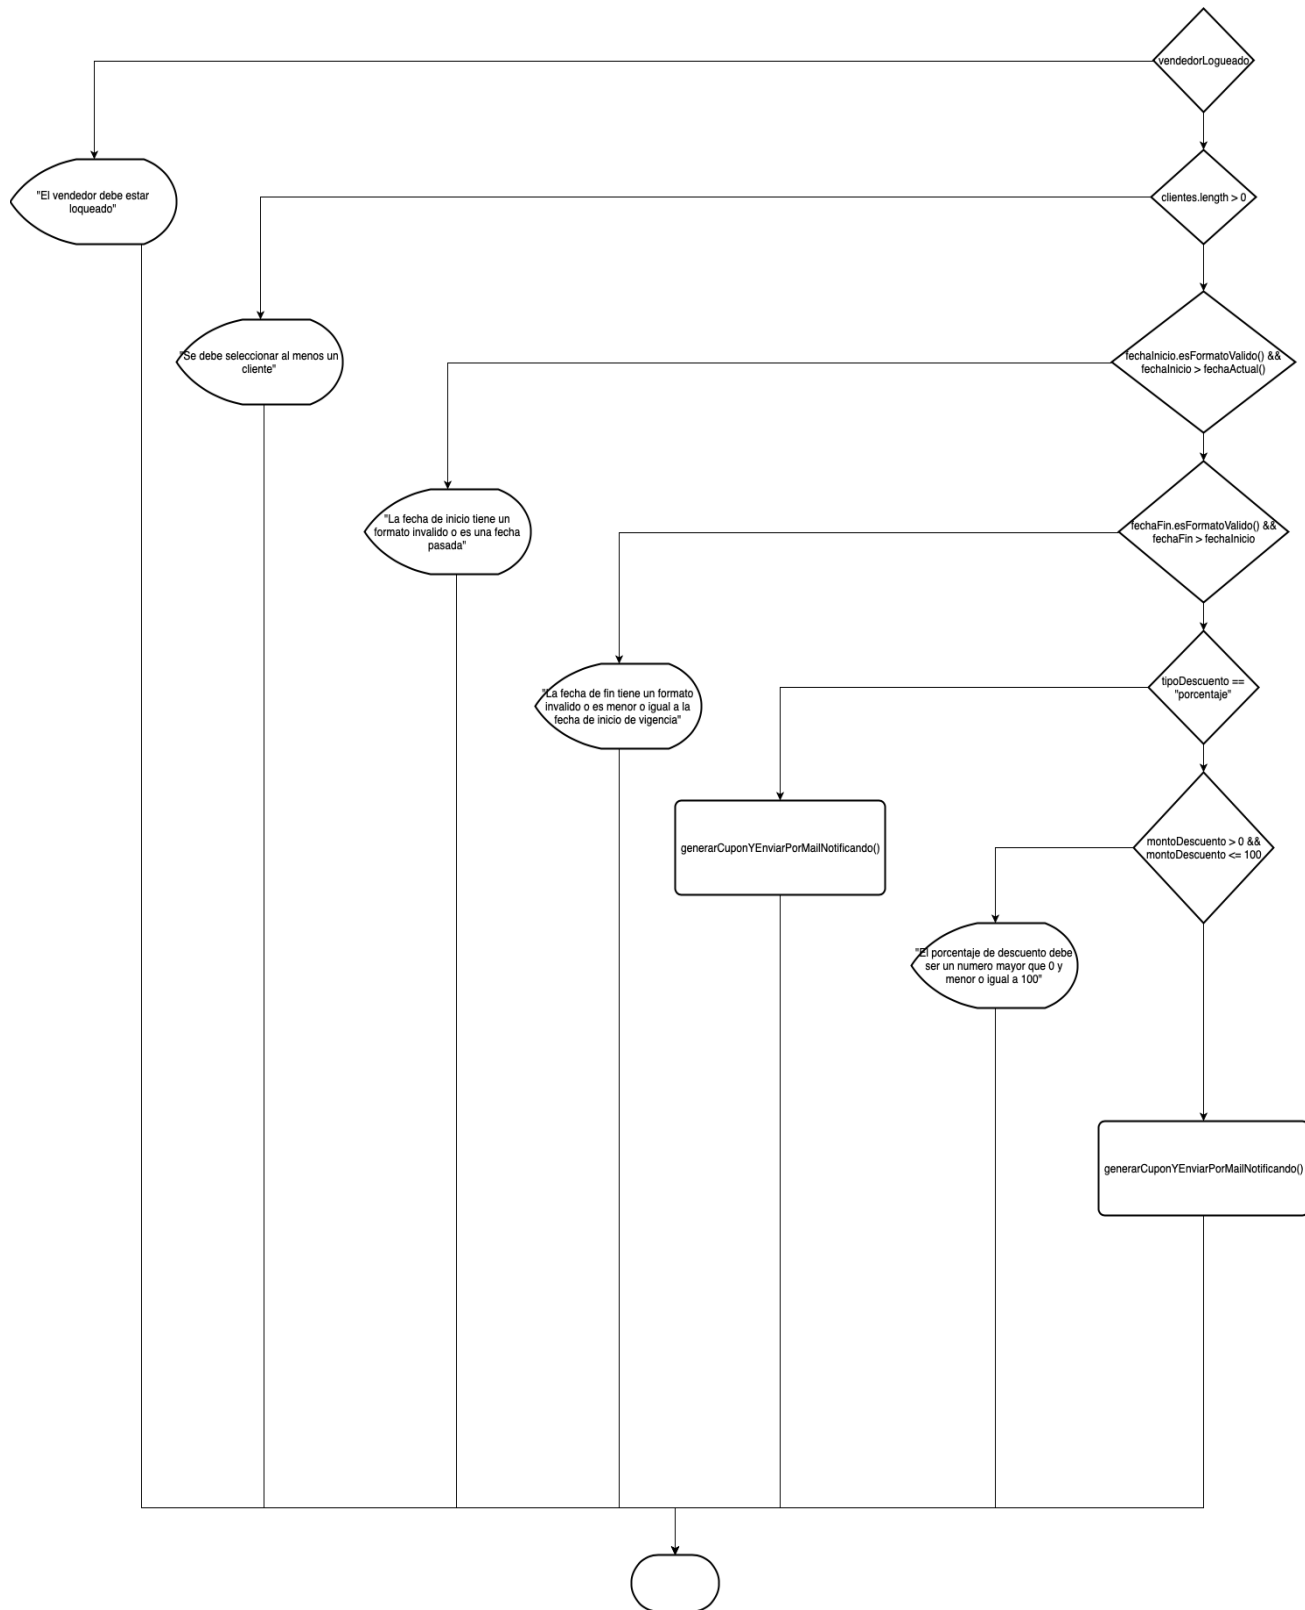 vendedorLogueado
"El vendedor debe estar
loqueado"
clientes.length > 0
"Se debe seleccionar al menos un
cliente"
fechaInicio.esFormatoValido() &&
fechaInicio > fechaActual()
"La fecha de inicio tiene un
formato invalido o es una fecha
pasada"
fechaFin.esFormatoValido() &&
fechaFin > fechaInicio
"La fecha de fin tiene un formato
invalido o es menor o igual a la
fecha de inicio de vigencia"
tipoDescuento ==
"porcentaje"
generarCuponYEnviarPorMailNotificando()
montoDescuento > 0 &&
montoDescuento <= 100
"El porcentaje de descuento debe
ser un numero mayor que 0 y
menor o igual a 100"
generarCuponYEnviarPorMailNotificando()